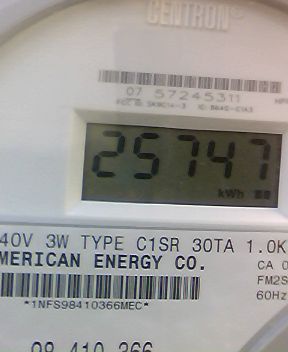 CENTRON®
07 57245311
25747
kWh
40V 3W TYPE C1SR 30TA 1.0K
MERICAN ENERGY CO.
CA 0
FM2S
60Hz
*1NFS98410366MEC*
98 410 366